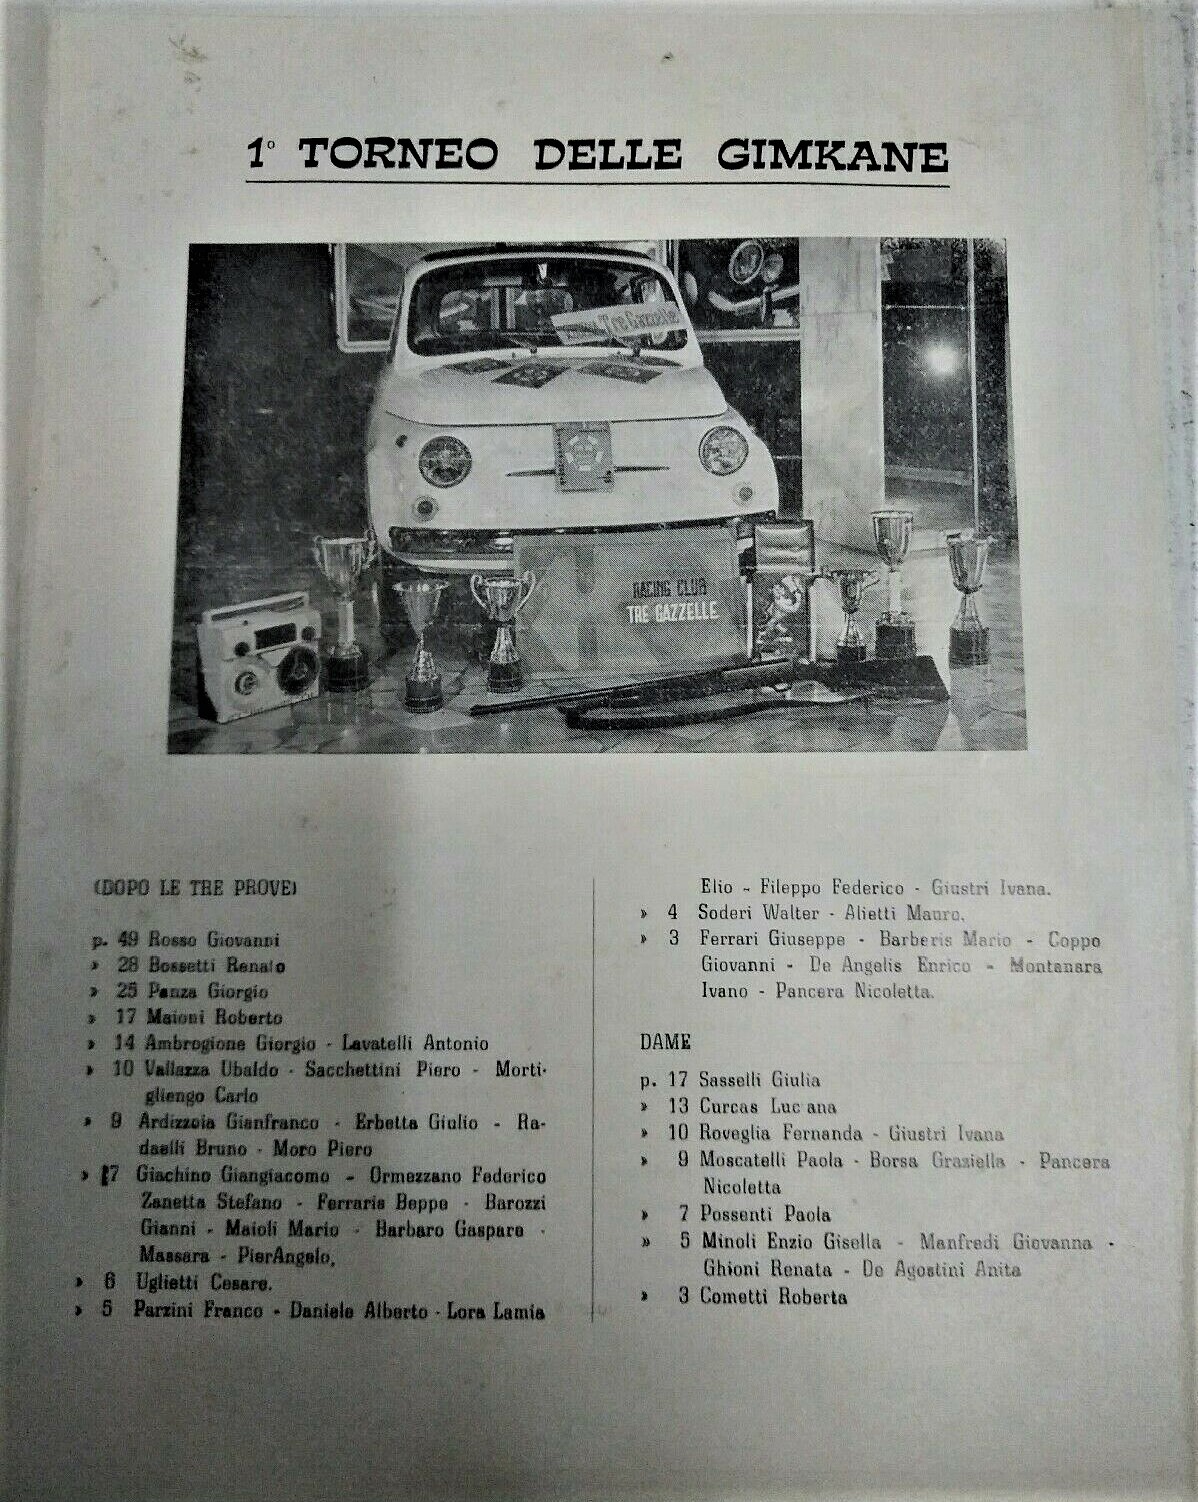 1° TORNEO DELLE GIMKANE
Tre Gazzelle
RACING CLUB
TRE GAZZELLE
(DOPO LE TRE PROVE)
p. 49 Rosso Giovanni
» 28 Bossetti Renato
» 25 Panza Giorgio
» 17 Maioni Roberto
» 14 Ambrogione Giorgio - Lavatelli Antonio
» 10 Vallazza Ubaldo - Sacchettini Piero - Morti-
gliengo Carlo
» 9 Ardizzoia Gianfranco - Erbetta Giulio - Ra-
daelli Bruno - Moro Piero
» 7 Giachino Giangiacomo - Ormezzano Federico
Zanetta Stefano - Ferraris Beppe - Barozzi
Gianni - Maioli Mario - Barbaro Gaspare -
Massara - PierAngelo,
» 6 Uglietti Cesare.
» 5 Parzini Franco - Daniele Alberto - Lora Lamia
Elio - Fileppo Federico - Giustri Ivana.
» 4 Soderi Walter - Alietti Mauro.
» 3 Ferrari Giuseppe - Barberis Mario - Coppo
Giovanni - De Angelis Enrico - Montanara
Ivano - Pancera Nicoletta.
DAME
p. 17 Sasselli Giulia
» 13 Curcas Luc ana
» 10 Roveglia Fernanda - Giustri Ivana
» 9 Moscatelli Paola - Borsa Graziella - Pancera
Nicoletta
» 7 Possenti Paola
» 5 Minoli Enzio Gisella - Manfredi Giovanna -
Ghioni Renata - De Agostini Anita
» 3 Cometti Roberta